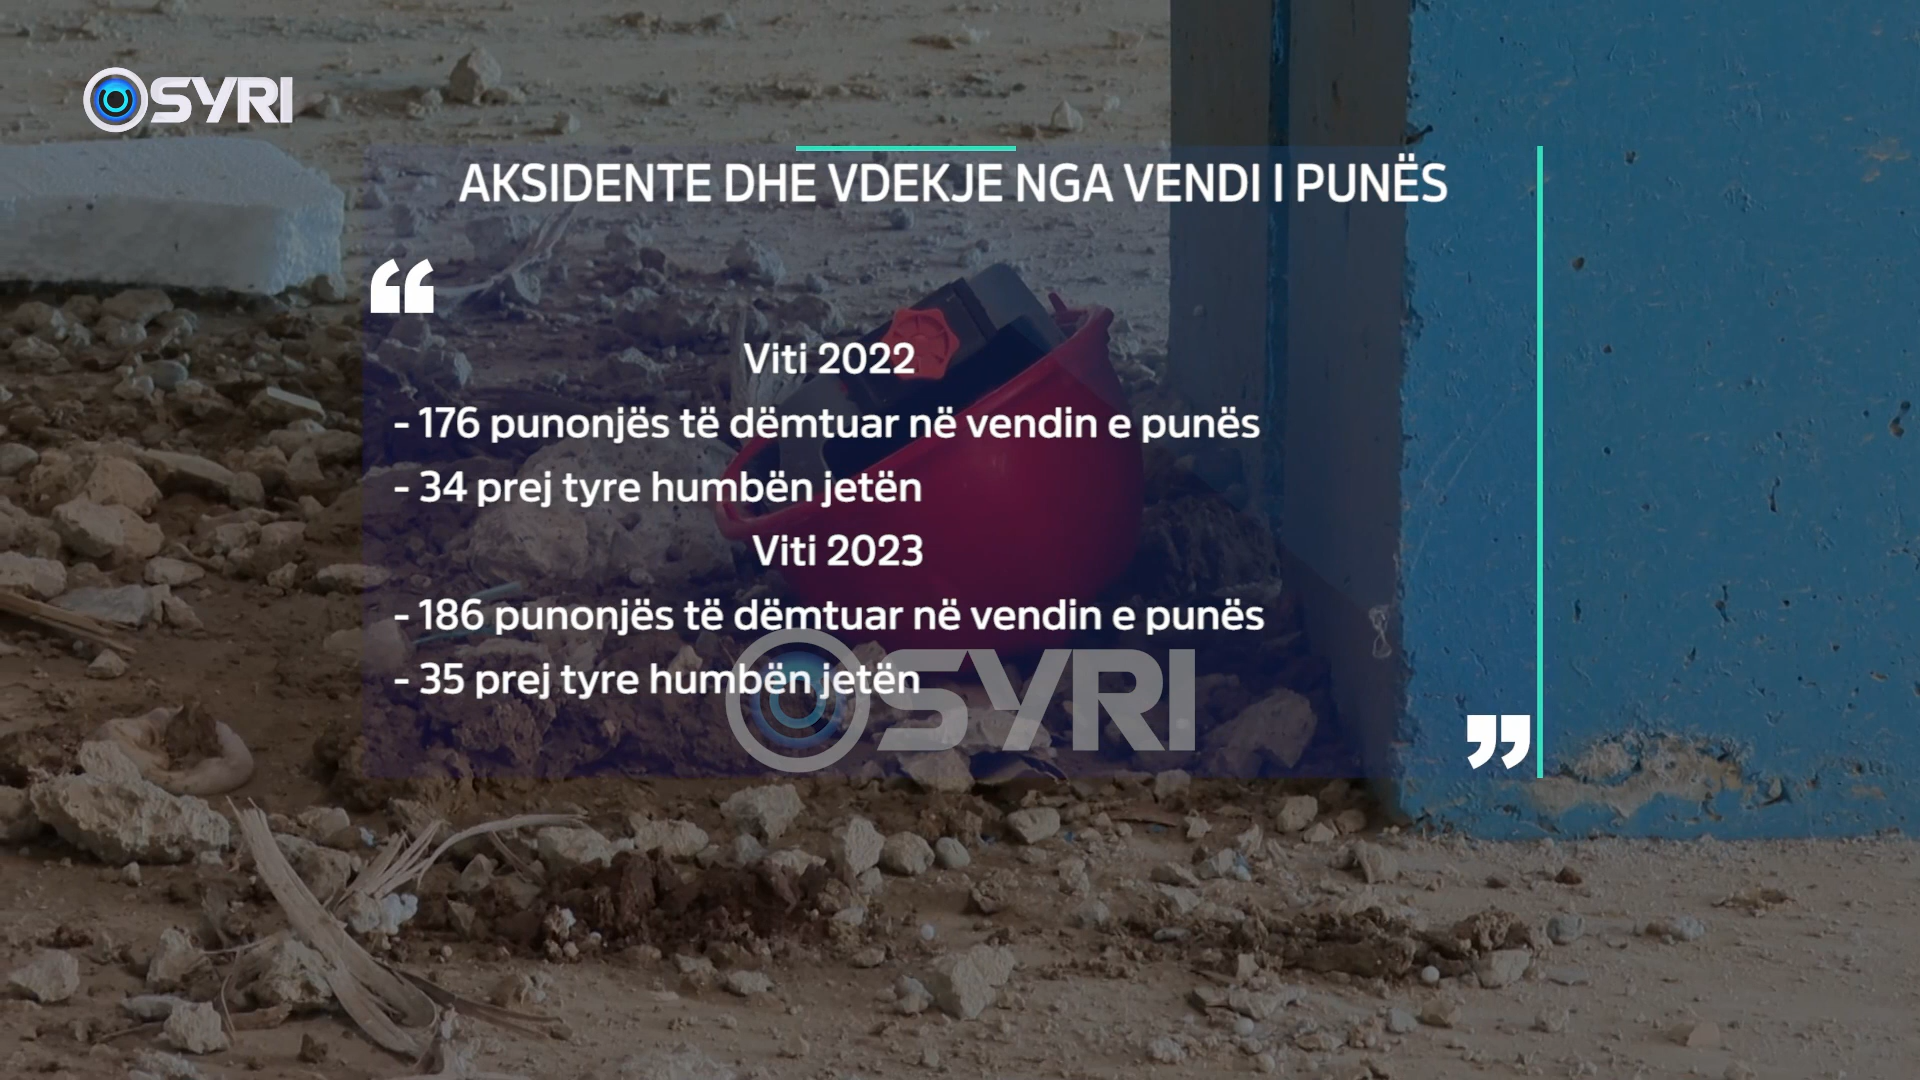 SYRI
AKSIDENTE DHE VDEKJE NGA VENDI I PUNËS
“
Viti 2022
- 176 punonjës të dëmtuar në vendin e punës
- 34 prej tyre humbën jetën
Viti 2023
- 186 punonjës të dëmtuar në vendin e punës
- 35 prej tyre humbën jetën
SYRI
”